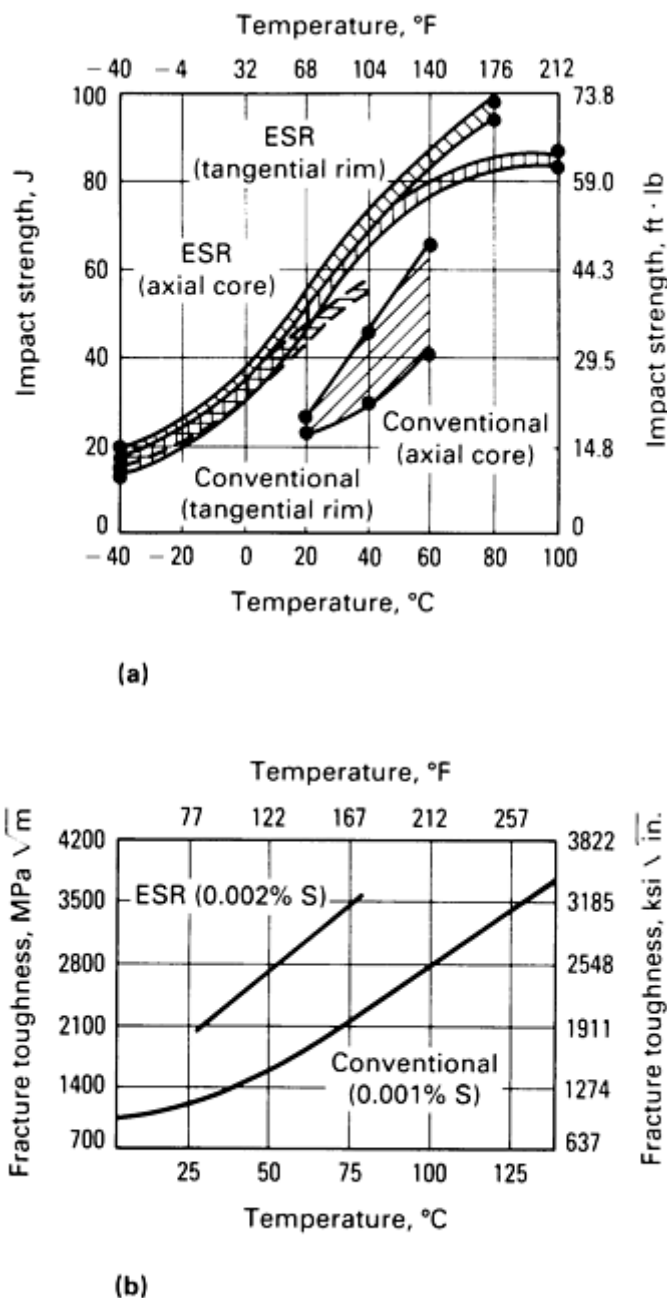 Temperature, °F
−40 −4 32 68 104 140 176 212
100 73.8
ESR
(tangential rim)
80 59.0
ESR
(axial core)
60 44.3
40 29.5
Conventional
(axial core)
20 14.8
Conventional
(tangential rim)
0 0
−40 −20 0 20 40 60 80 100
Temperature, °C
Impact strength, J
Impact strength, ft · lb
(a)
Temperature, °F
77 122 167 212 257
4200 3822
ESR (0.002% S)
3500 3185
2800 2548
2100 1911
Conventional
(0.001% S)
1400 1274
700 637
25 50 75 100 125
Temperature, °C
Fracture toughness, MPa √m
Fracture toughness, ksi \ in.
(b)